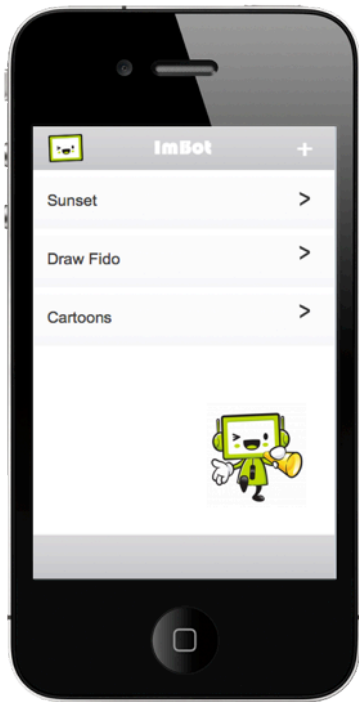 ImBot
+
Sunset >
Draw Fido >
Cartoons >